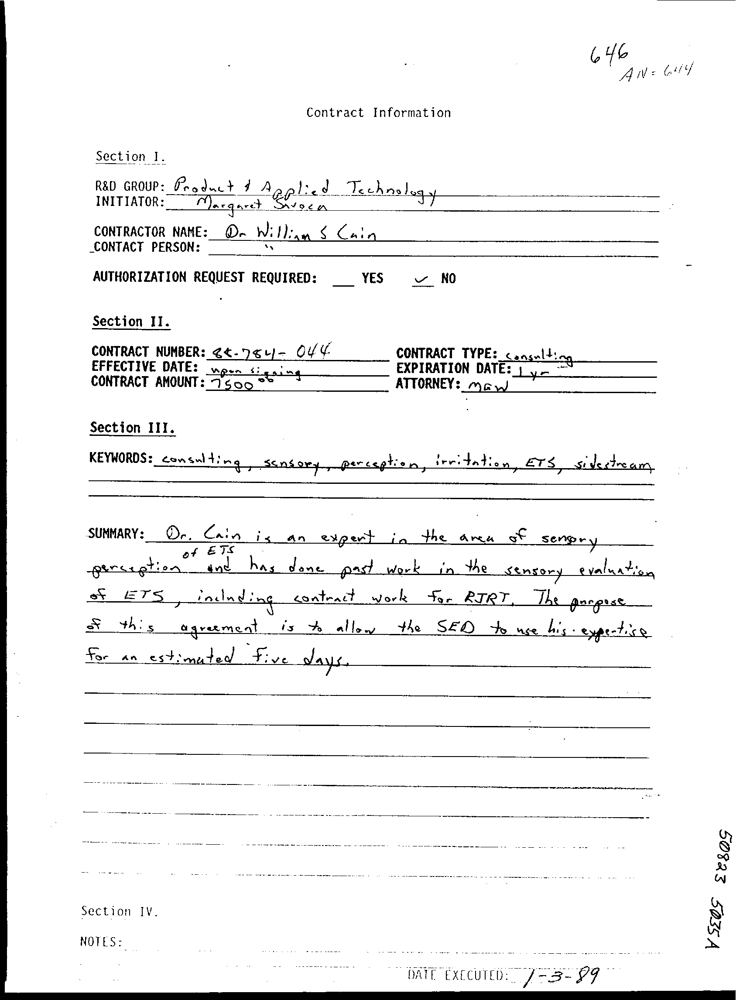 646
AN = 644
Contract Information
Section I.
R&D GROUP: Product & Applied Technology
INITIATOR: Margaret Savoca
CONTRACTOR NAME: Dr William S Cain
CONTACT PERSON: "
AUTHORIZATION REQUEST REQUIRED: ___ YES ✓ NO
Section II.
CONTRACT NUMBER: 88-784-044 CONTRACT TYPE: consulting
EFFECTIVE DATE: upon signing EXPIRATION DATE: 1 yr
CONTRACT AMOUNT: 7500 00 ATTORNEY: MGW
Section III.
KEYWORDS: consulting, sensory, perception, irritation, ETS, sidestream
SUMMARY: Dr. Cain is an expert in the area of sensory
perception of ETS and has done past work in the sensory evaluation
of ETS, including contract work for RJRT. The purpose
of this agreement is to allow the SED to use his expertise
for an estimated five days.
Section IV.
NOTES:
DATE EXECUTED: 1-3-89
50823 5035A